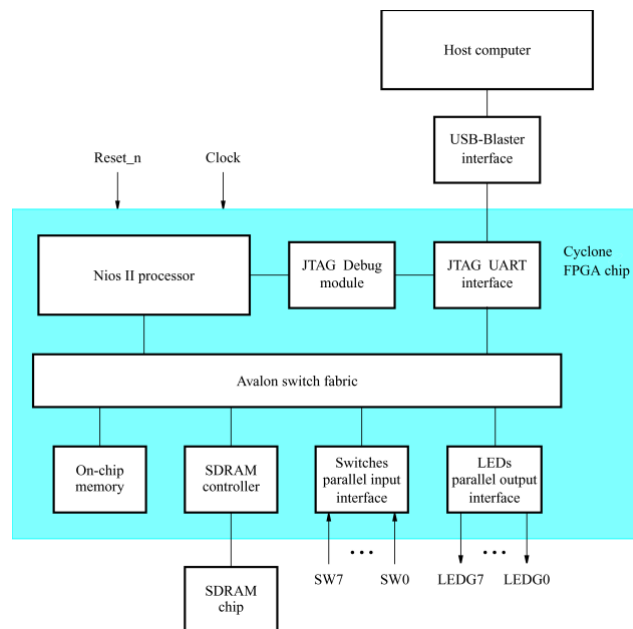 Host computer
USB-Blaster
interface
Reset_n
Clock
Cyclone
FPGA chip
Nios II processor
JTAG Debug
module
JTAG UART
interface
Avalon switch fabric
On-chip
memory
SDRAM
controller
Switches
parallel input
interface
LEDs
parallel output
interface
SW7 ••• SW0
LEDG7 ••• LEDG0
SDRAM
chip